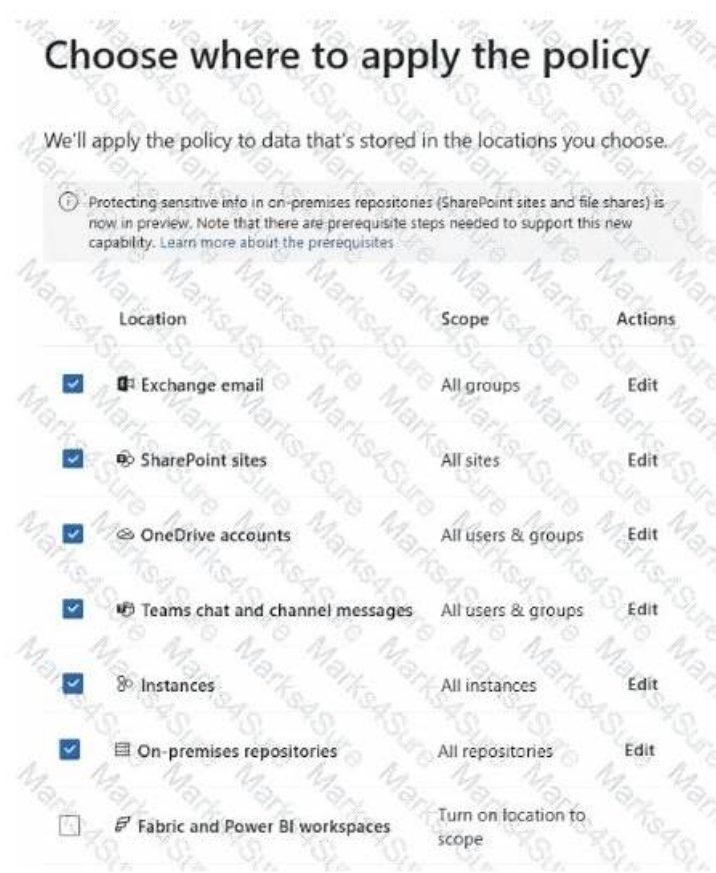 Choose where to apply the policy
We'll apply the policy to data that's stored in the locations you choose.
Protecting sensitive info in on-premises repositories (SharePoint sites and file shares) is
now in preview. Note that there are prerequisite steps needed to support this new
capability. Learn more about the prerequisites
Location Scope Actions
Exchange email All groups Edit
SharePoint sites All sites Edit
OneDrive accounts All users & groups Edit
Teams chat and channel messages All users & groups Edit
Instances All instances Edit
On-premises repositories All repositories Edit
Fabric and Power BI workspaces Turn on location to
scope
Marks4Sure